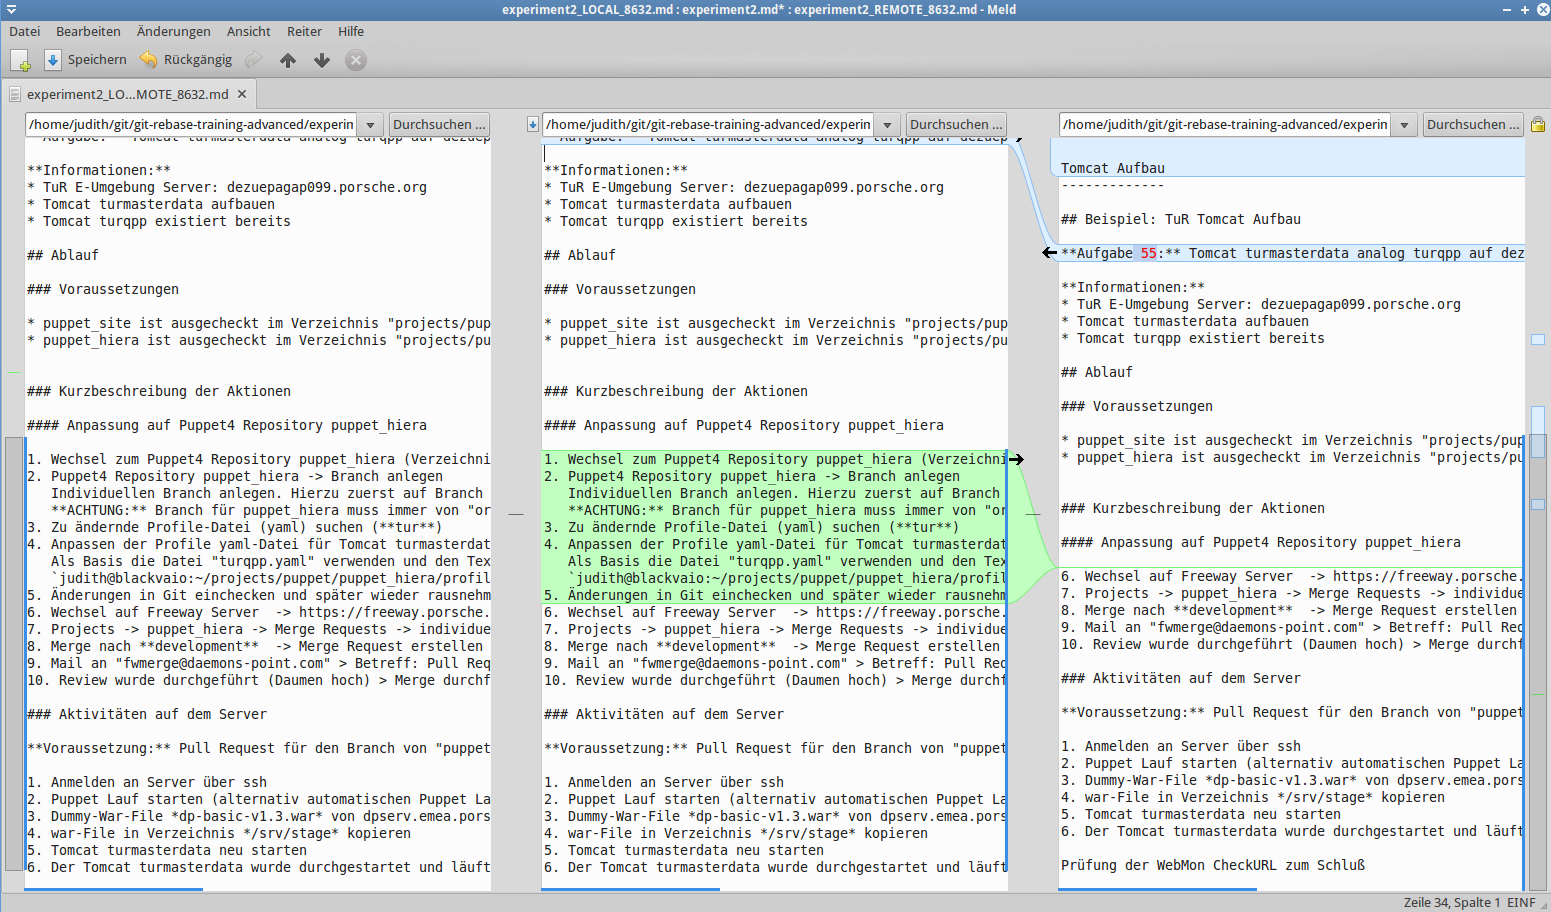 experiment2_LOCAL_8632.md : experiment2.md* : experiment2_REMOTE_8632.md - Meld
Datei Bearbeiten Änderungen Ansicht Reiter Hilfe
Speichern Rückgängig
experiment2_LO...MOTE_8632.md
/home/judith/git/git-rebase-training-advanced/experin
Durchsuchen ...
**Informationen:**
* TuR E-Umgebung Server: dezuepagap099.porsche.org
* Tomcat turmasterdata aufbauen
* Tomcat turqpp existiert bereits
## Ablauf
### Voraussetzungen
* puppet_site ist ausgecheckt im Verzeichnis "projects/pup
* puppet_hiera ist ausgecheckt im Verzeichnis "projects/pu
### Kurzbeschreibung der Aktionen
#### Anpassung auf Puppet4 Repository puppet_hiera
1. Wechsel zum Puppet4 Repository puppet_hiera (Verzeichni
2. Puppet4 Repository puppet_hiera -> Branch anlegen
Individuellen Branch anlegen. Hierzu zuerst auf Branch
**ACHTUNG:** Branch für puppet_hiera muss immer von "or
3. Zu ändernde Profile-Datei (yaml) suchen (**tur**)
4. Anpassen der Profile yaml-Datei für Tomcat turmasterdat
Als Basis die Datei "turqpp.yaml" verwenden und den Tex
`judith@blackvaio:~/projects/puppet/puppet_hiera/profil
5. Änderungen in Git einchecken und später wieder rausnehm
6. Wechsel auf Freeway Server  -> https://freeway.porsche.
7. Projects -> puppet_hiera -> Merge Requests -> individue
8. Merge nach **development**  -> Merge Request erstellen
9. Mail an "fwmerge@daemons-point.com" > Betreff: Pull Req
10. Review wurde durchgeführt (Daumen hoch) > Merge durchf
### Aktivitäten auf dem Server
**Voraussetzung:** Pull Request für den Branch von "puppet
1. Anmelden an Server über ssh
2. Puppet Lauf starten (alternativ automatischen Puppet La
3. Dummy-War-File *dp-basic-v1.3.war* von dpserv.emea.pors
4. war-File in Verzeichnis */srv/stage* kopieren
5. Tomcat turmasterdata neu starten
6. Der Tomcat turmasterdata wurde durchgestartet und läuft
/home/judith/git/git-rebase-training-advanced/experin
Durchsuchen ...
**Informationen:**
* TuR E-Umgebung Server: dezuepagap099.porsche.org
* Tomcat turmasterdata aufbauen
* Tomcat turqpp existiert bereits
## Ablauf
### Voraussetzungen
* puppet_site ist ausgecheckt im Verzeichnis "projects/pup
* puppet_hiera ist ausgecheckt im Verzeichnis "projects/pu
### Kurzbeschreibung der Aktionen
#### Anpassung auf Puppet4 Repository puppet_hiera
1. Wechsel zum Puppet4 Repository puppet_hiera (Verzeichni
2. Puppet4 Repository puppet_hiera -> Branch anlegen
Individuellen Branch anlegen. Hierzu zuerst auf Branch
**ACHTUNG:** Branch für puppet_hiera muss immer von "or
3. Zu ändernde Profile-Datei (yaml) suchen (**tur**)
4. Anpassen der Profile yaml-Datei für Tomcat turmasterdat
Als Basis die Datei "turqpp.yaml" verwenden und den Tex
`judith@blackvaio:~/projects/puppet/puppet_hiera/profil
5. Änderungen in Git einchecken und später wieder rausnehm
6. Wechsel auf Freeway Server  -> https://freeway.porsche.
7. Projects -> puppet_hiera -> Merge Requests -> individue
8. Merge nach **development**  -> Merge Request erstellen
9. Mail an "fwmerge@daemons-point.com" > Betreff: Pull Req
10. Review wurde durchgeführt (Daumen hoch) > Merge durchf
### Aktivitäten auf dem Server
**Voraussetzung:** Pull Request für den Branch von "puppet
1. Anmelden an Server über ssh
2. Puppet Lauf starten (alternativ automatischen Puppet La
3. Dummy-War-File *dp-basic-v1.3.war* von dpserv.emea.pors
4. war-File in Verzeichnis */srv/stage* kopieren
5. Tomcat turmasterdata neu starten
6. Der Tomcat turmasterdata wurde durchgestartet und läuft
/home/judith/git/git-rebase-training-advanced/experin
Durchsuchen ...
Tomcat Aufbau
-------------
## Beispiel: TuR Tomcat Aufbau
**Aufgabe 55:** Tomcat turmasterdata analog turqpp auf dez
**Informationen:**
* TuR E-Umgebung Server: dezuepagap099.porsche.org
* Tomcat turmasterdata aufbauen
* Tomcat turqpp existiert bereits
## Ablauf
### Voraussetzungen
* puppet_site ist ausgecheckt im Verzeichnis "projects/pup
* puppet_hiera ist ausgecheckt im Verzeichnis "projects/pu
### Kurzbeschreibung der Aktionen
#### Anpassung auf Puppet4 Repository puppet_hiera
6. Wechsel auf Freeway Server  -> https://freeway.porsche.
7. Projects -> puppet_hiera -> Merge Requests -> individue
8. Merge nach **development**  -> Merge Request erstellen
9. Mail an "fwmerge@daemons-point.com" > Betreff: Pull Req
10. Review wurde durchgeführt (Daumen hoch) > Merge durchf
### Aktivitäten auf dem Server
**Voraussetzung:** Pull Request für den Branch von "puppet
1. Anmelden an Server über ssh
2. Puppet Lauf starten (alternativ automatischen Puppet La
3. Dummy-War-File *dp-basic-v1.3.war* von dpserv.emea.pors
4. war-File in Verzeichnis */srv/stage* kopieren
5. Tomcat turmasterdata neu starten
6. Der Tomcat turmasterdata wurde durchgestartet und läuft
Prüfung der WebMon CheckURL zum Schluß
Zeile 34, Spalte 1 EINF